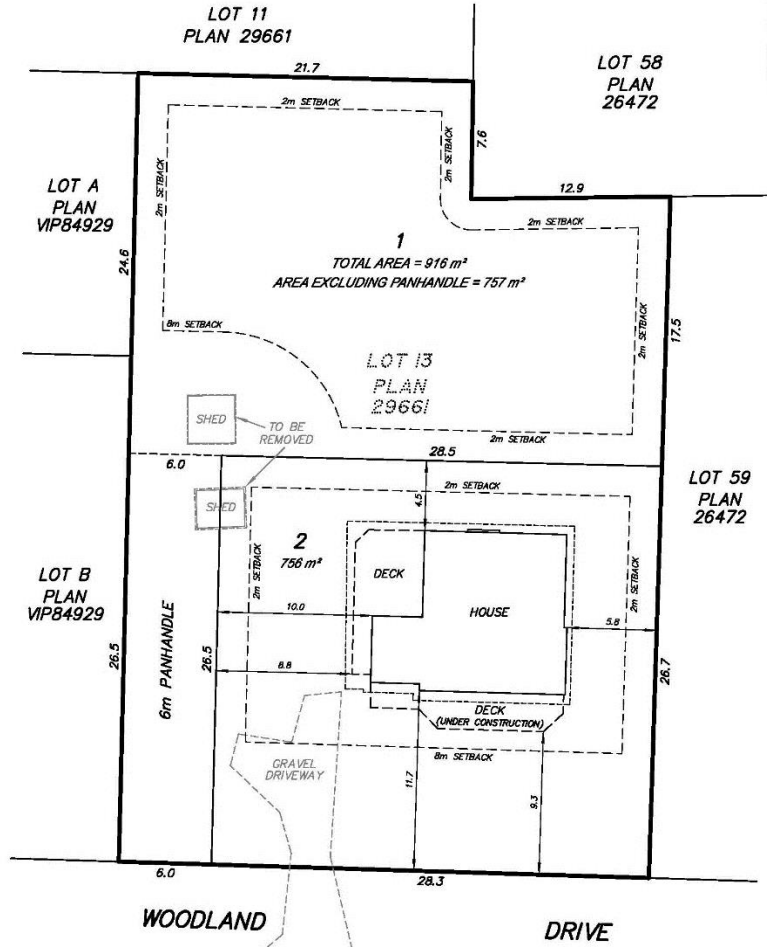 LOT 11
PLAN 29661
LOT 58
PLAN
26472
21.7
2m SETBACK
7.6
2m SETBACK
12.9
2m SETBACK
LOT A
PLAN
VIP84929
2m SETBACK
24.6
1
TOTAL AREA = 916 m²
AREA EXCLUDING PANHANDLE = 757 m²
8m SETBACK
2m SETBACK
17.5
LOT 13
PLAN
29661
SHED
TO BE
REMOVED
2m SETBACK
6.0
28.5
LOT 59
PLAN
26472
SHED
2m SETBACK
4.5
2
756 m²
2m SETBACK
DECK
HOUSE
2m SETBACK
LOT B
PLAN
VIP84929
10.0
5.8
26.5
6m PANHANDLE
26.5
8.8
26.7
DECK
(UNDER CONSTRUCTION)
8m SETBACK
GRAVEL
DRIVEWAY
11.7
9.3
6.0
28.3
WOODLAND DRIVE